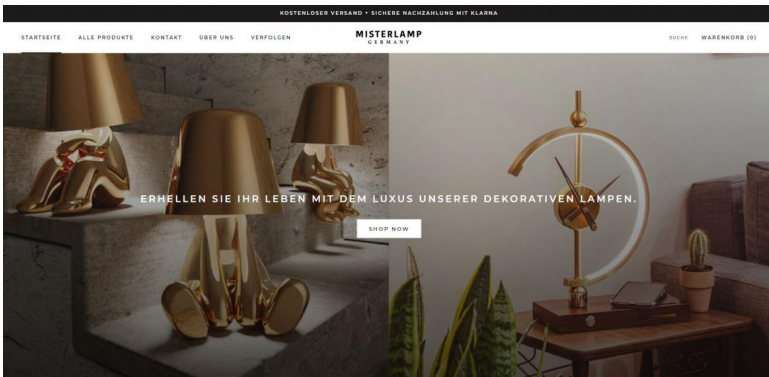 KOSTENLOSER VERSAND + SICHERE NACHZAHLUNG MIT KLARNA
STARTSEITE ALLE PRODUKTE KONTAKT ÜBER UNS VERFOLGEN
MISTERLAMP
GERMANY
SUCHE WARENKORB (0)
ERHELLEN SIE IHR LEBEN MIT DEM LUXUS UNSERER DEKORATIVEN LAMPEN.
SHOP NOW